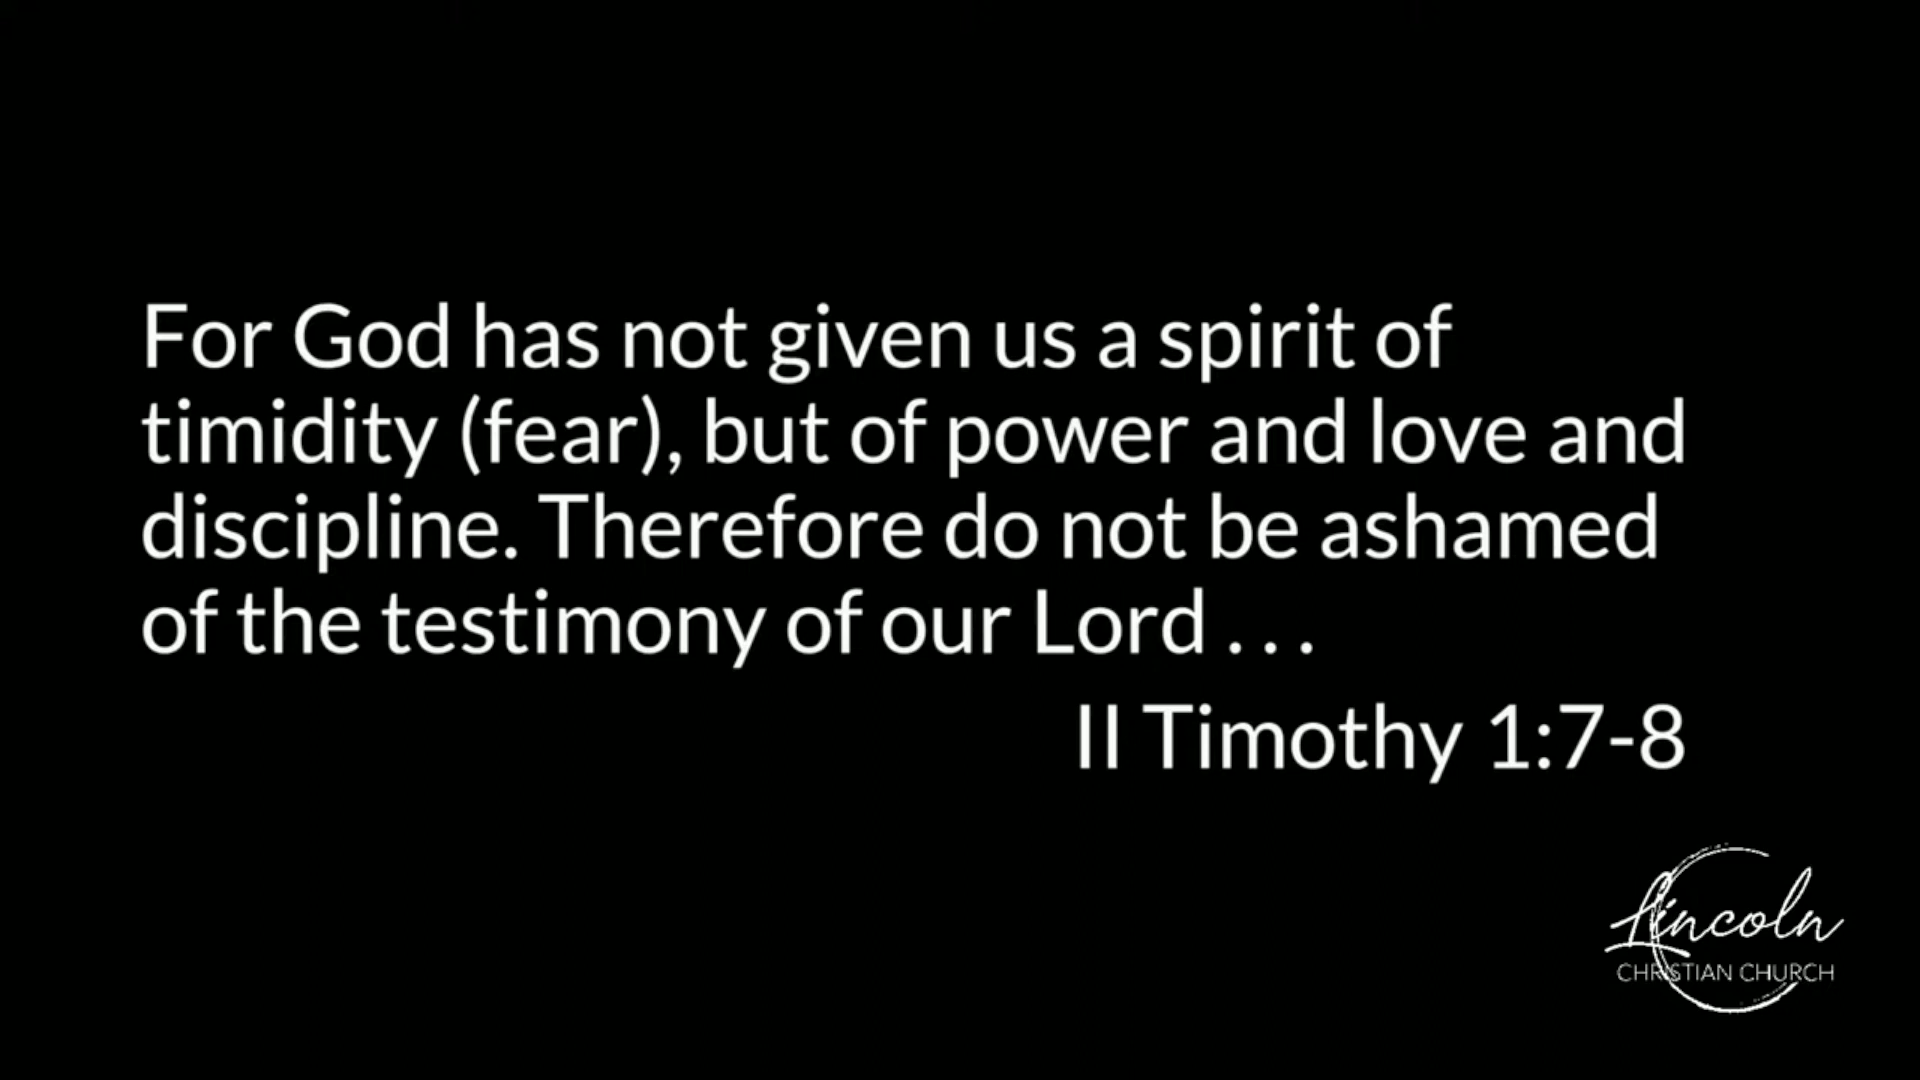 For God has not given us a spirit of
timidity (fear), but of power and love and
discipline. Therefore do not be ashamed
of the testimony of our Lord . . .
II Timothy 1:7-8
Lincoln
CHRISTIAN CHURCH